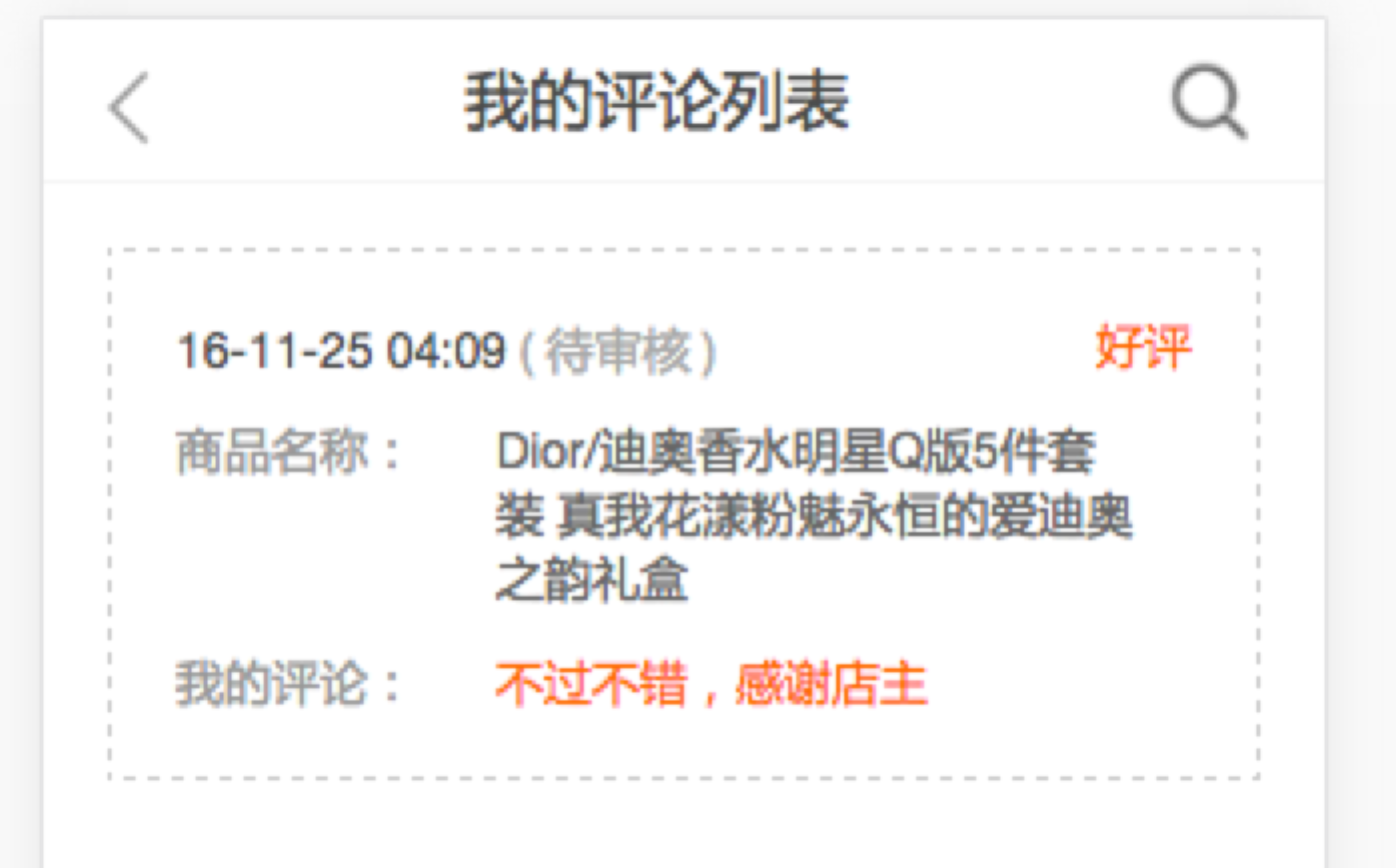 我的评论列表
16-11-25 04:09 ( 待审核 )
好评
商品名称：
Dior/迪奥香水明星Q版5件套
装 真我花漾粉魅永恒的爱迪奥
之韵礼盒
我的评论：
不过不错，感谢店主